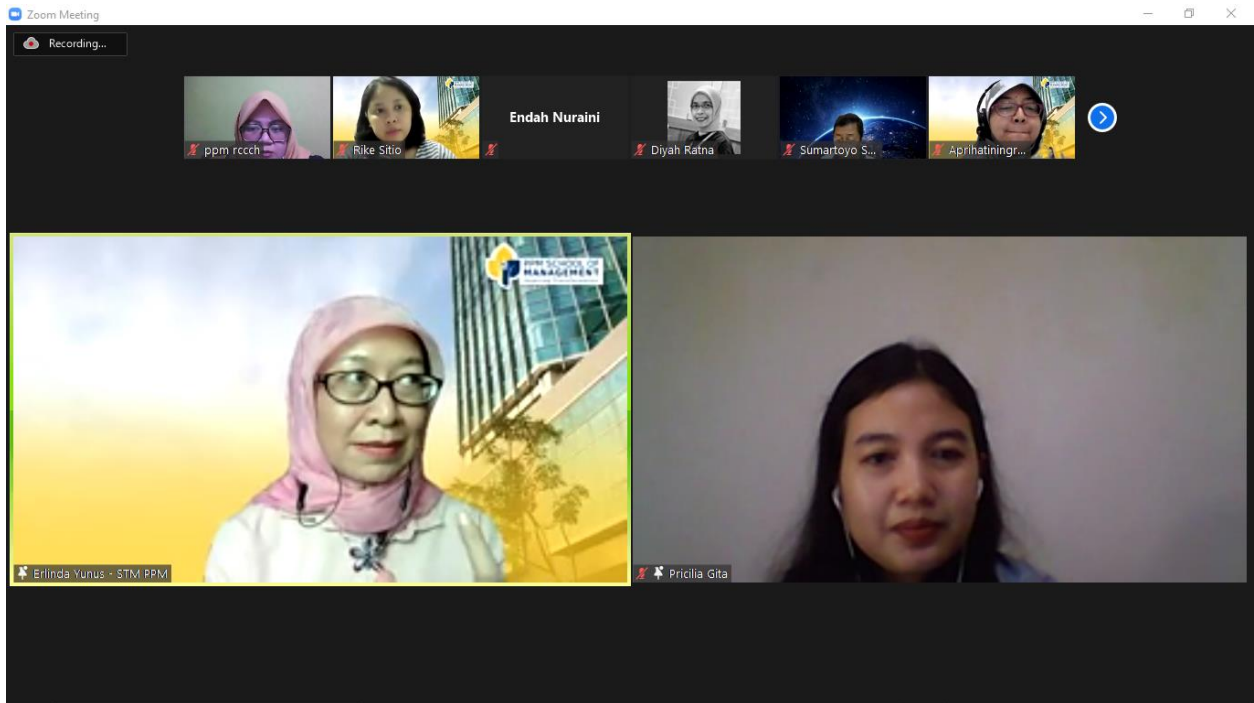 Zoom Meeting
Recording...
ppm rccch
Rike Sitio
Endah Nuraini
Diyah Ratna
Sumartoyo S...
Aprihatiningr...
PPM SCHOOL OF
MANAGEMENT
Erlinda Yunus - STM PPM
Pricilia Gita